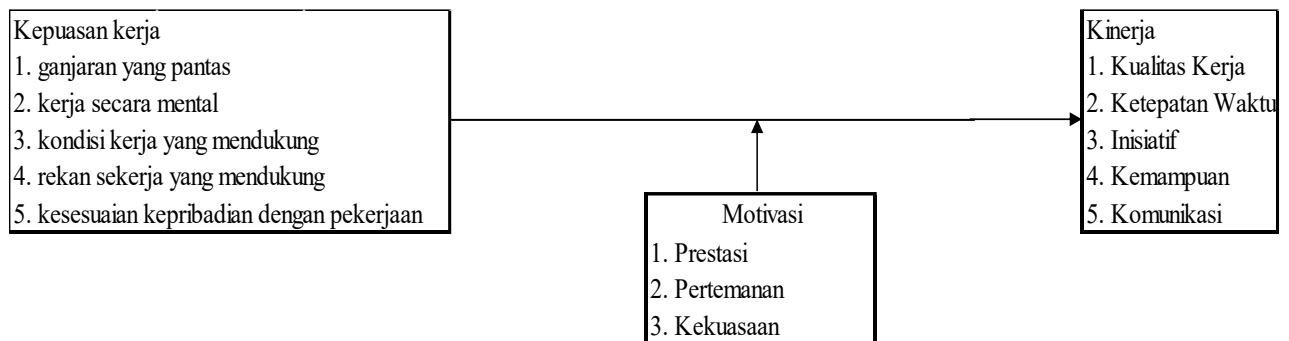 Kepuasan kerja
1. ganjaran yang pantas
2. kerja secara mental
3. kondisi kerja yang mendukung
4. rekan sekerja yang mendukung
5. kesesuaian kepribadian dengan pekerjaan
Kinerja
1. Kualitas Kerja
2. Ketepatan Waktu
3. Inisiatif
4. Kemampuan
5. Komunikasi
Motivasi
1. Prestasi
2. Pertemanan
3. Kekuasaan